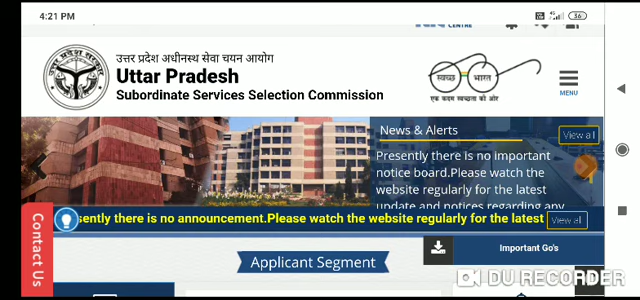 4:21 PM
36
CENTRE
उत्तर प्रदेश अधीनस्थ सेवा चयन आयोग
Uttar Pradesh
Subordinate Services Selection Commission
स्वच्छ भारत
एक कदम स्वच्छता की ओर
MENU
News & Alerts
View all
Presently there is no important
notice board.Please watch the
website regularly for the latest
update and notices regarding any
sently there is no announcement.Please watch the website regularly for the latest
View all
Contact Us
Important Go's
Applicant Segment
DU RECORDER